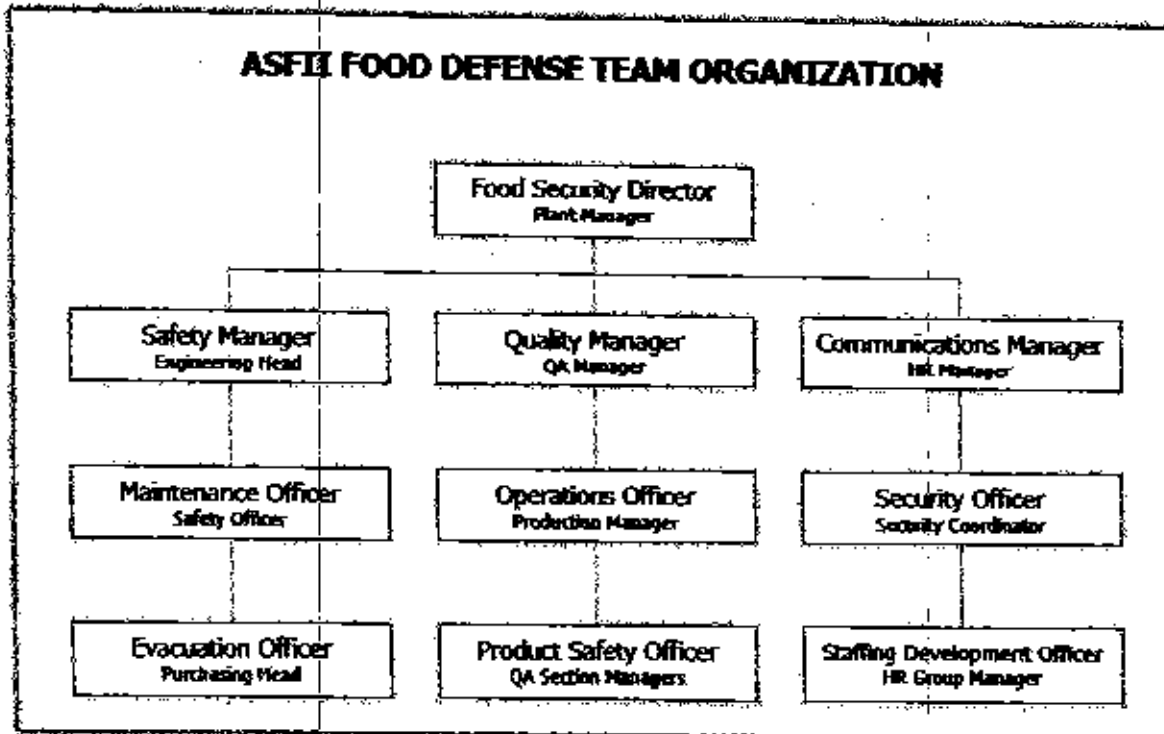 ASFII FOOD DEFENSE TEAM ORGANIZATION
Food Security Director
Plant Manager
Safety Manager
Engineering Head
Quality Manager
QA Manager
Communications Manager
HR Manager
Maintenance Officer
Safety Officer
Operations Officer
Production Manager
Security Officer
Security Coordinator
Evacuation Officer
Purchasing Head
Product Safety Officer
QA Section Managers
Staffing Development Officer
HR Group Manager